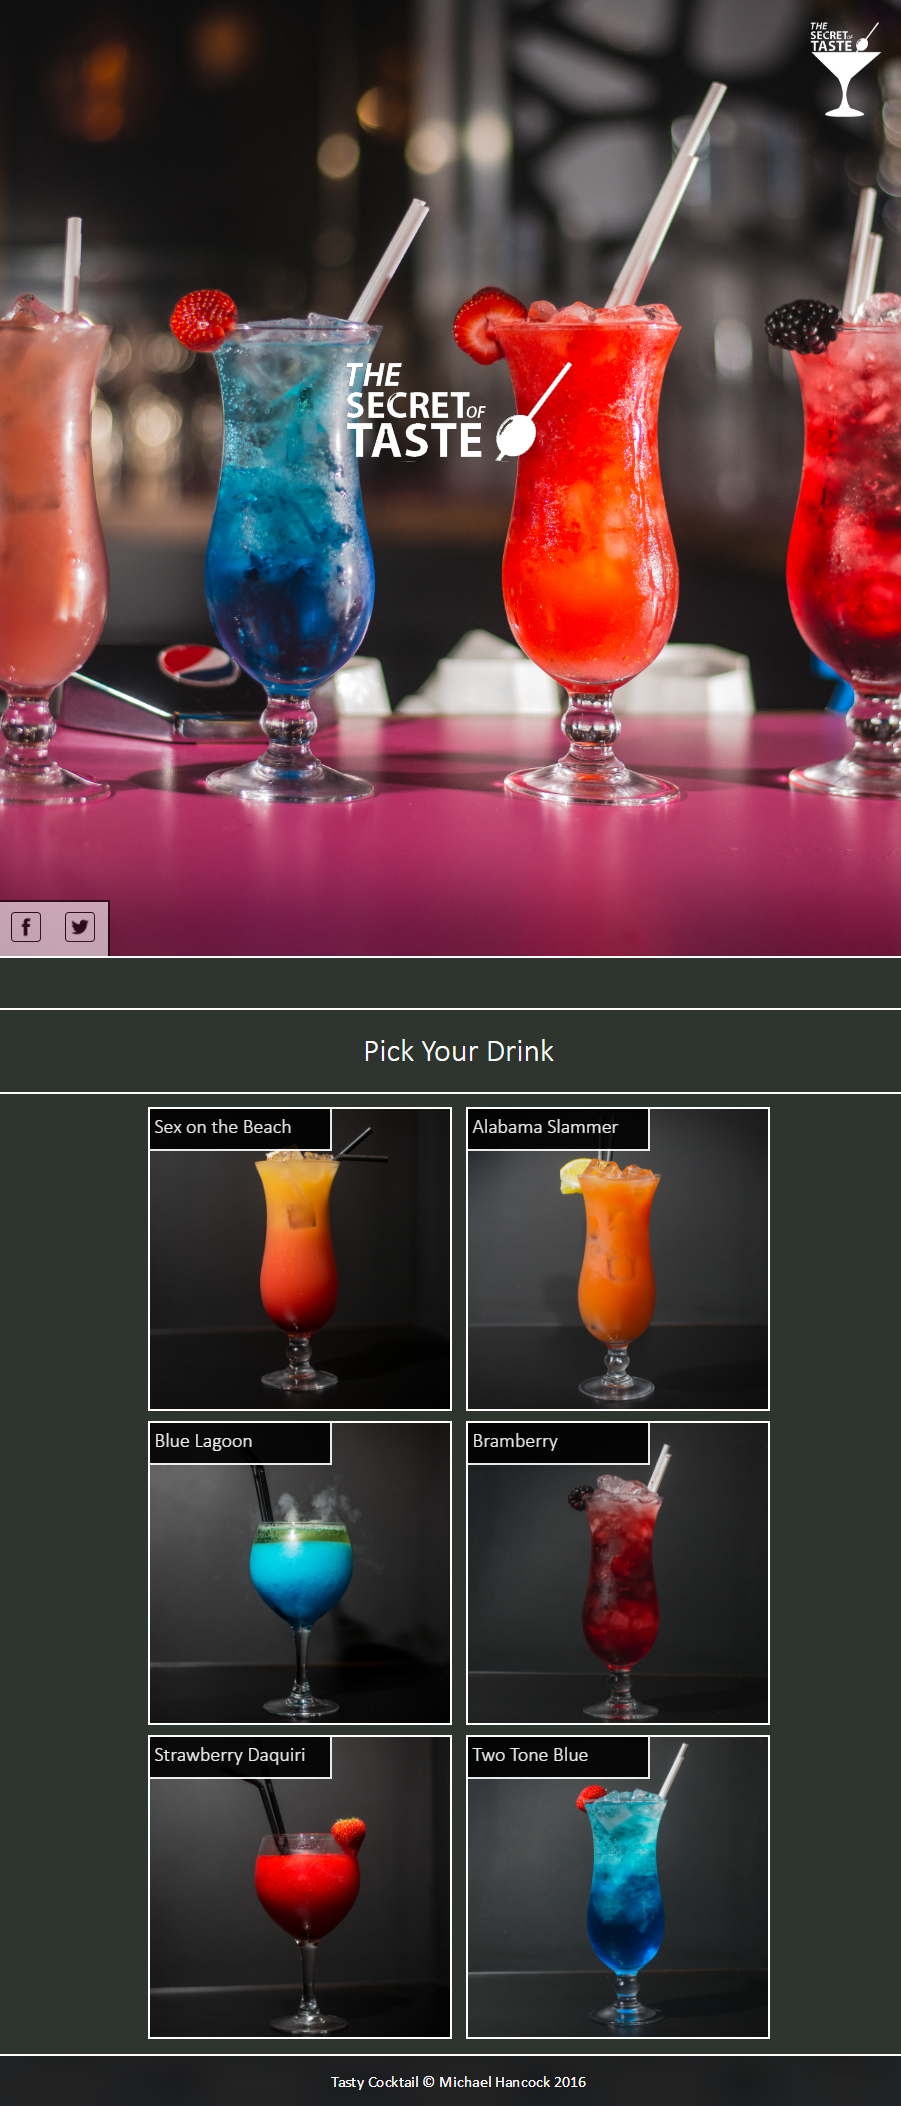 THE
SECRET OF
TASTE
THE
SECRET OF
TASTE
Pick Your Drink
Sex on the Beach
Alabama Slammer
Blue Lagoon
Bramberry
Strawberry Daquiri
Two Tone Blue
Tasty Cocktail © Michael Hancock 2016